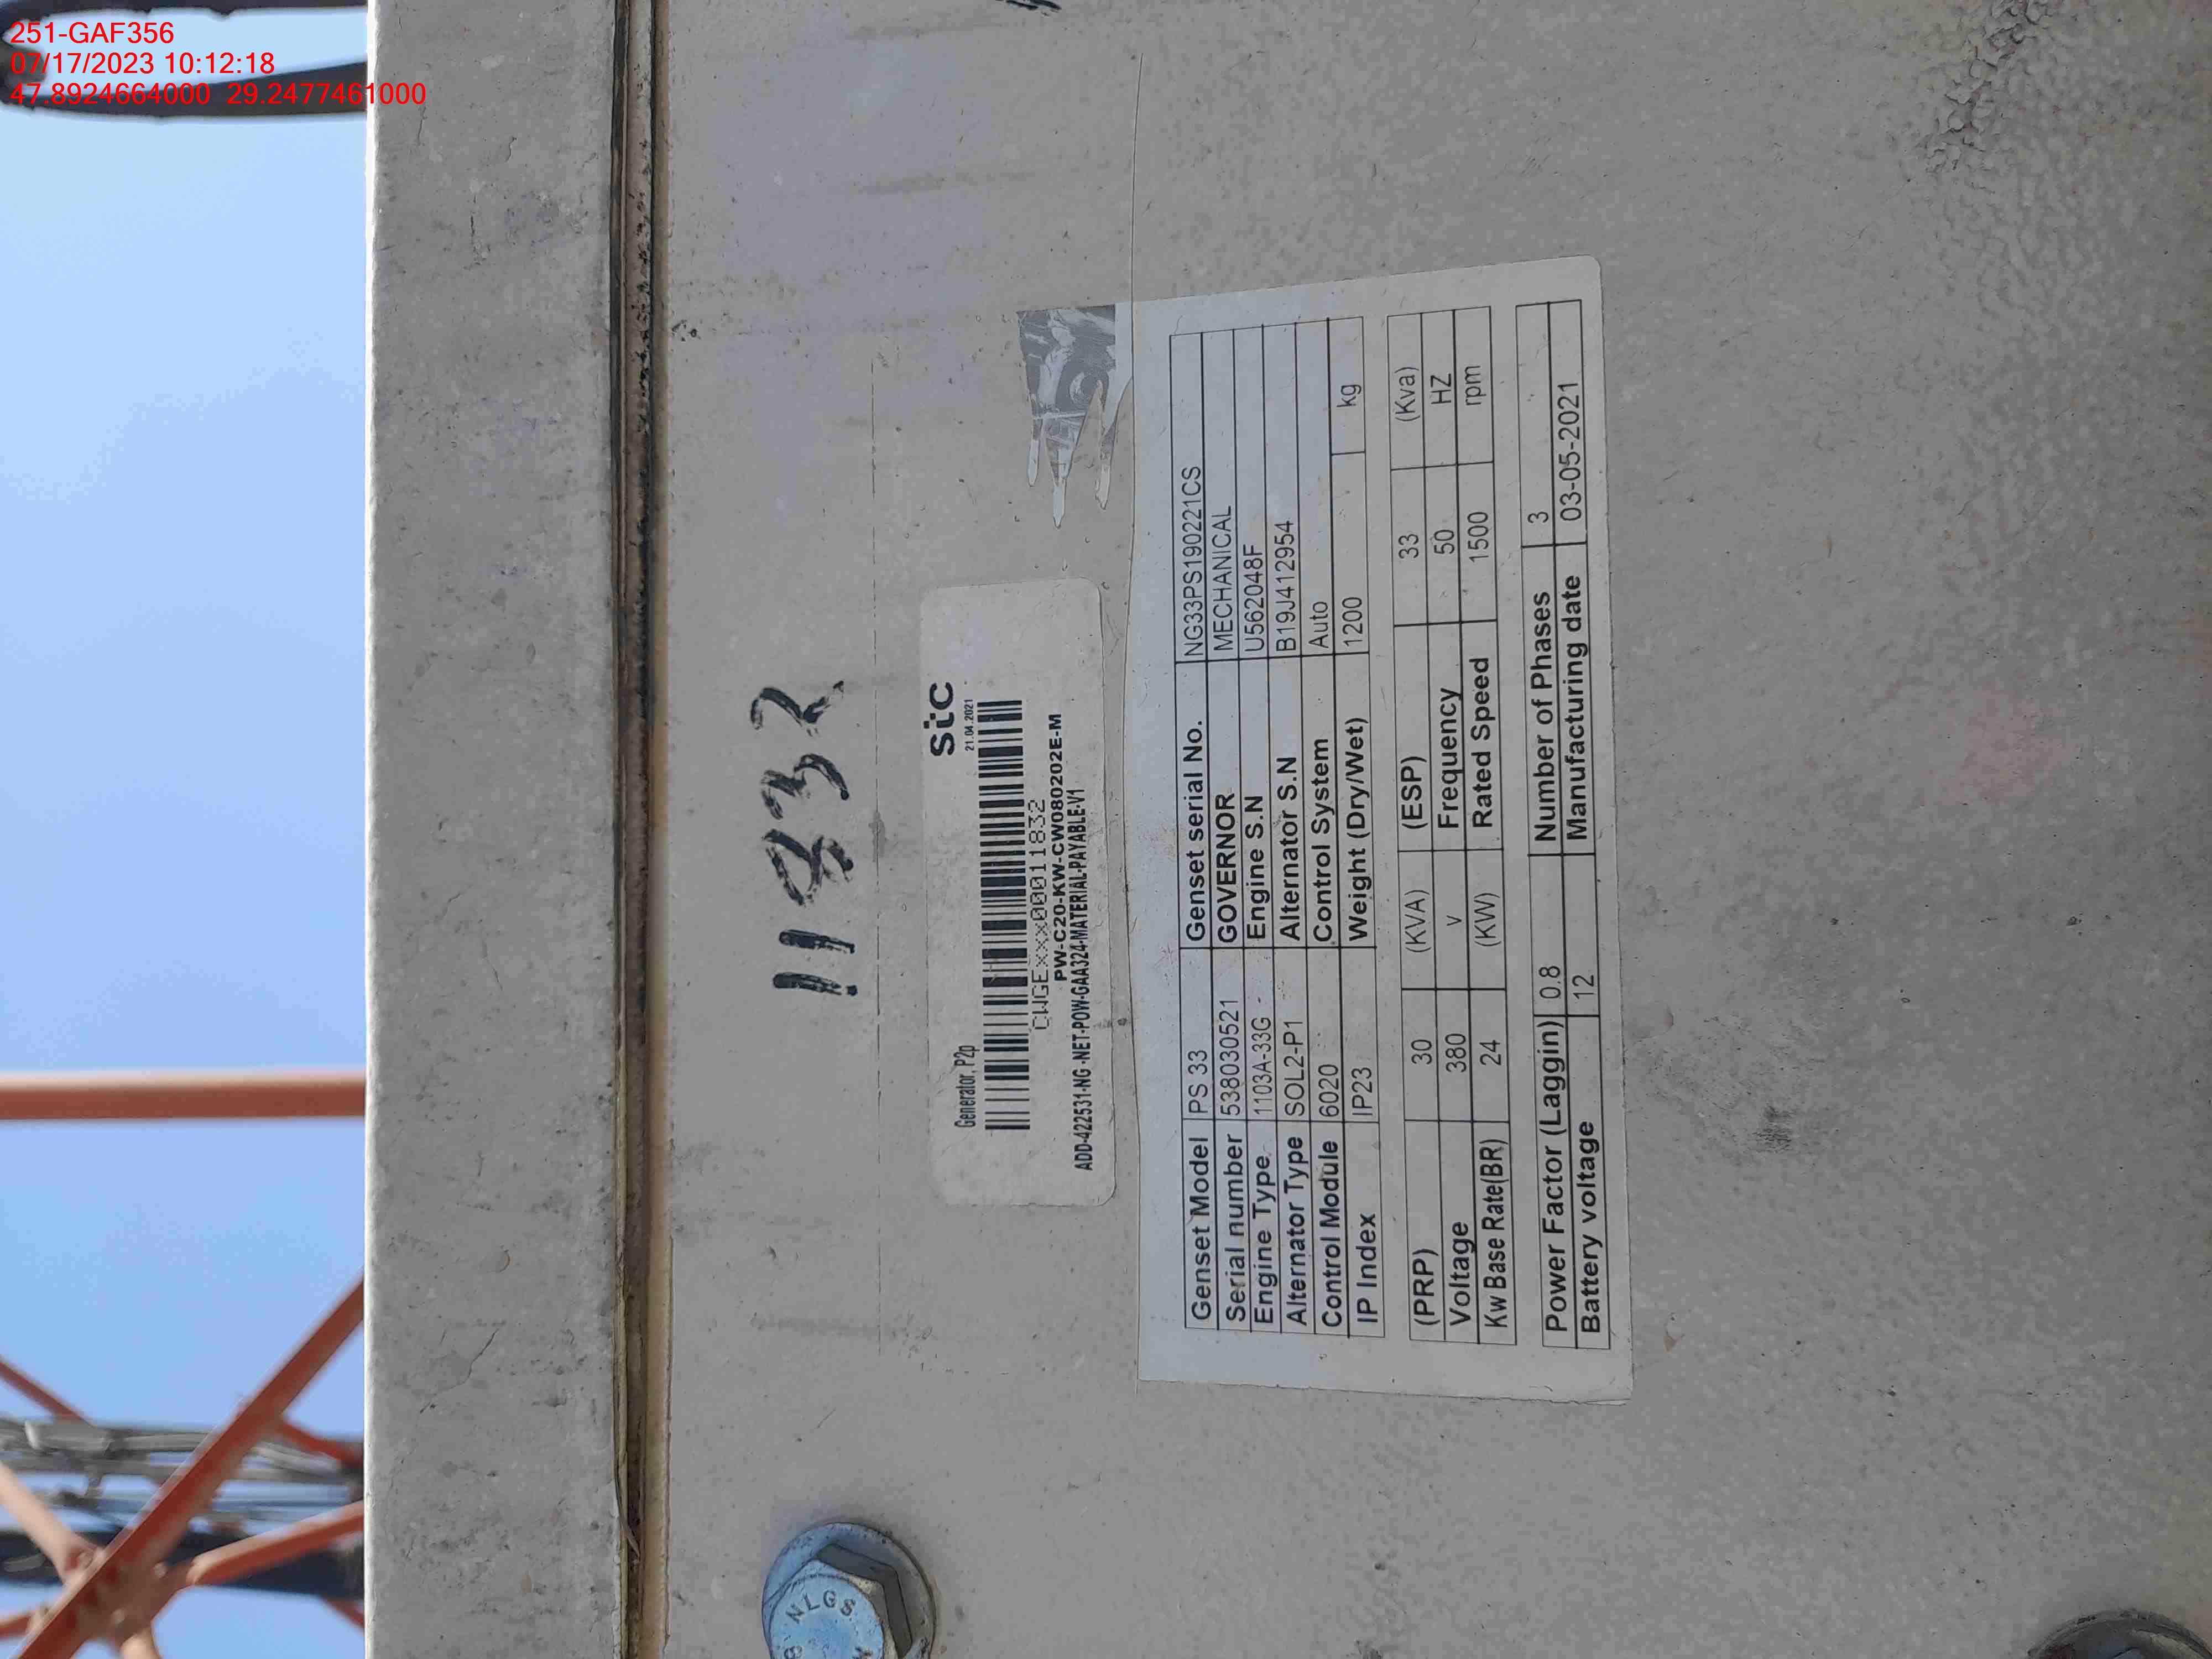 251-GAF356
07/17/2023 10:12:18
47.8924664000 29.2477461000
11832
stc
Generator, P2p 21.04.2021
CWGExxx00011832
PW-C20-KW-CW080202E-M
ADD-422531-NG-NET-POW-GAA324-MATERIAL-PAYABLE-V1
Genset Model PS 33 Genset serial No. NG33PS190221CS
Serial number 538030521 GOVERNOR MECHANICAL
Engine Type 1103A-33G Engine S.N U562048F
Alternator Type SOL2-P1 Alternator S.N B19J412954
Control Module 6020 Control System Auto
IP Index IP23 Weight (Dry/Wet) 1200 kg
(PRP) 30 (KVA) (ESP) 33 (Kva)
Voltage 380 v Frequency 50 HZ
Kw Base Rate(BR) 24 (KW) Rated Speed 1500 rpm
Power Factor (Laggin) 0.8 Number of Phases 3
Battery voltage 12 Manufacturing date 03-05-2021
NLGS